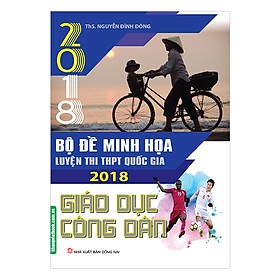 ThS. NGUYỄN ĐÌNH ĐÔNG
2018
BỘ ĐỀ MINH HỌA
LUYỆN THI THPT QUỐC GIA
2018
GIÁO DỤC
CÔNG DÂN
NHÀ XUẤT BẢN ĐỒNG NAI